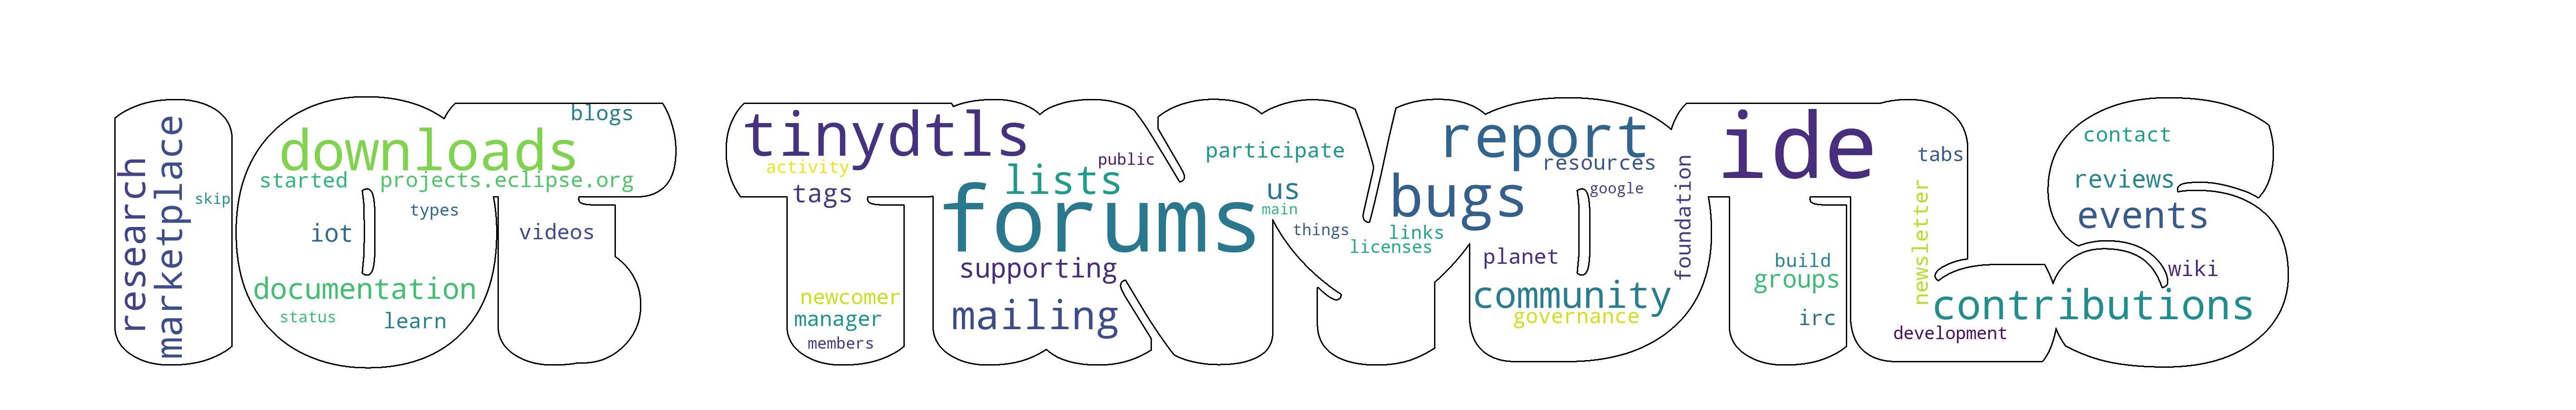 research
marketplace
skip
downloads
blogs
started
projects.eclipse.org
types
iot
videos
documentation
status
learn
tinydtls
activity
public
tags
lists
forums
supporting
mailing
newcomer
manager
members
participate
us
main
things
links
licenses
report
resources
bugs
google
foundation
planet
community
governance
ide
tabs
build
groups
irc
newsletter
development
contributions
contact
reviews
events
wiki